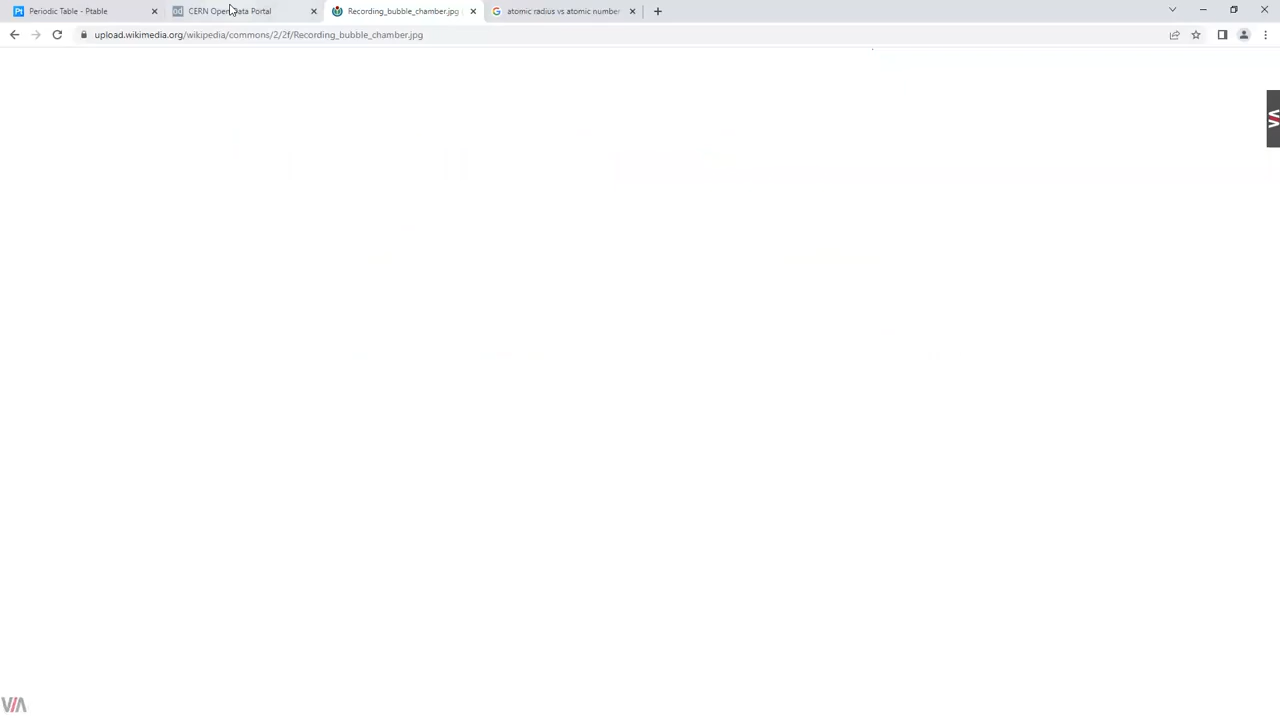 Periodic Table - Ptable
CERN Open Data Portal
Recording_bubble_chamber.jpg
atomic radius vs atomic number
upload.wikimedia.org/wikipedia/commons/2/2f/Recording_bubble_chamber.jpg
VIA